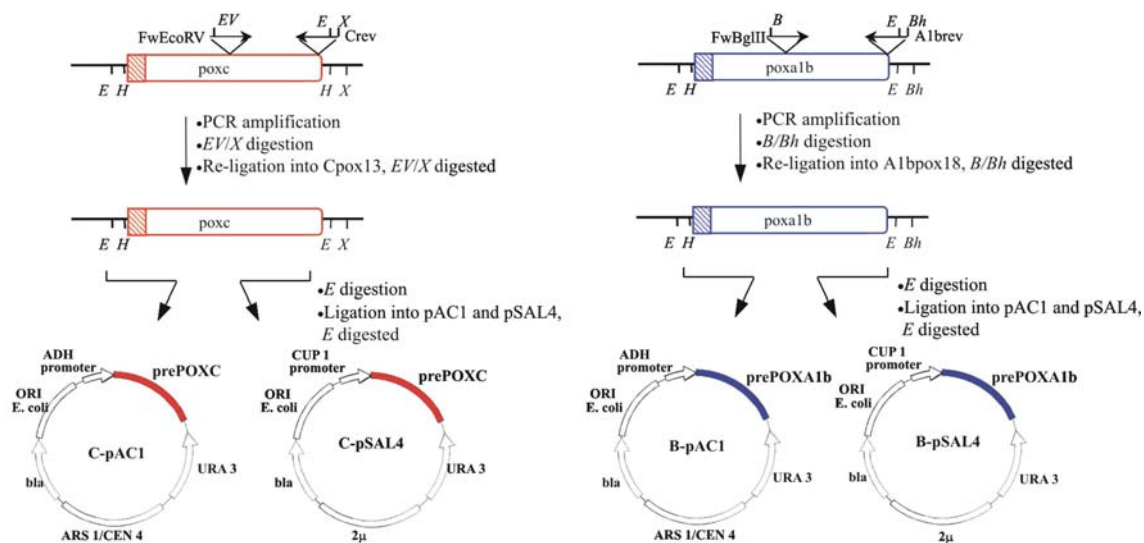 EV
E X
FwEcoRV
Crev
poxc
E H
H X
•PCR amplification
•EV/X digestion
•Re-ligation into Cpox13, EV/X digested
poxc
E H
E X
•E digestion
•Ligation into pAC1 and pSAL4,
E digested
ADH
promoter
prePOXC
ORI
E. coli
C-pAC1
bla
URA 3
ARS 1/CEN 4
CUP 1
promoter
prePOXC
ORI
E. coli
C-pSAL4
bla
URA 3
2μ
B
E Bh
FwBglII
A1brev
poxa1b
E H
E Bh
•PCR amplification
•B/Bh digestion
•Re-ligation into A1bpox18, B/Bh digested
poxa1b
E H
E Bh
•E digestion
•Ligation into pAC1 and pSAL4,
E digested
ADH
promoter
prePOXA1b
ORI
E. coli
B-pAC1
bla
URA 3
ARS 1/CEN 4
CUP 1
promoter
prePOXA1b
ORI
E. coli
B-pSAL4
bla
URA 3
2μ